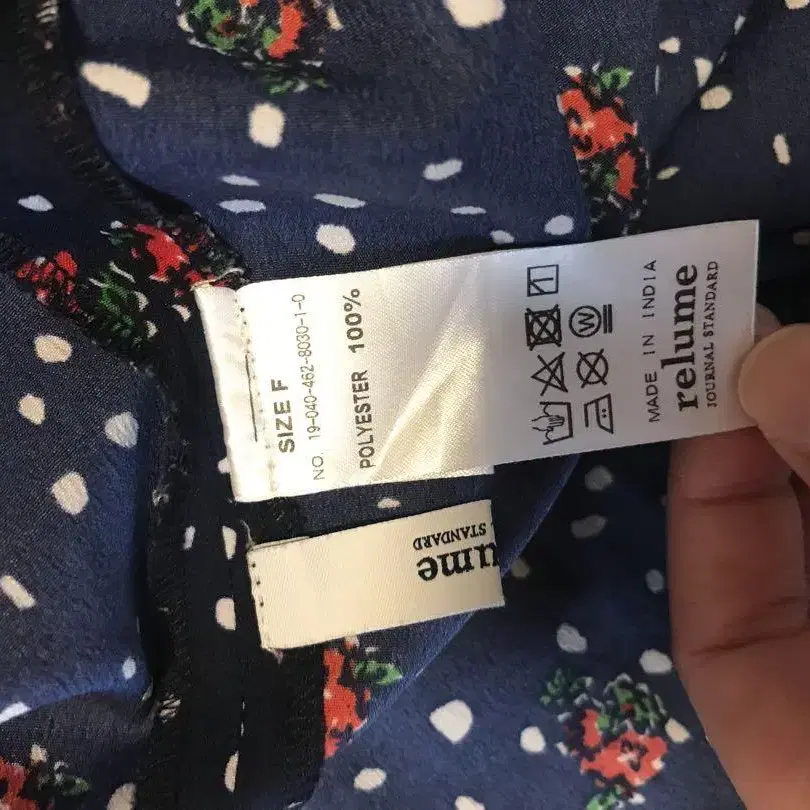 SIZE F
NO. 19-040-462-8030-1-0
POLYESTER 100%
W
MADE IN INDIA
relume
JOURNAL STANDARD
ume
STANDARD